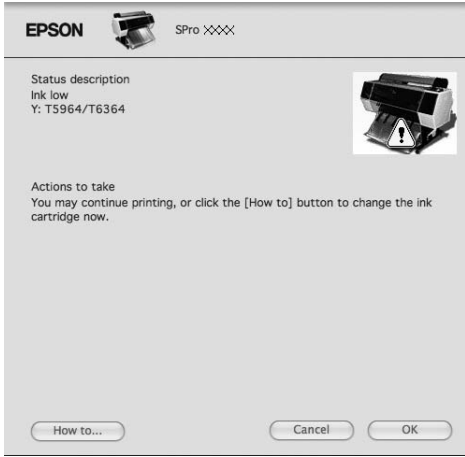 EPSON SPro XXXX
Status description
Ink low
Y: T5964/T6364
Actions to take
You may continue printing, or click the [How to] button to change the ink
cartridge now.
How to... Cancel OK